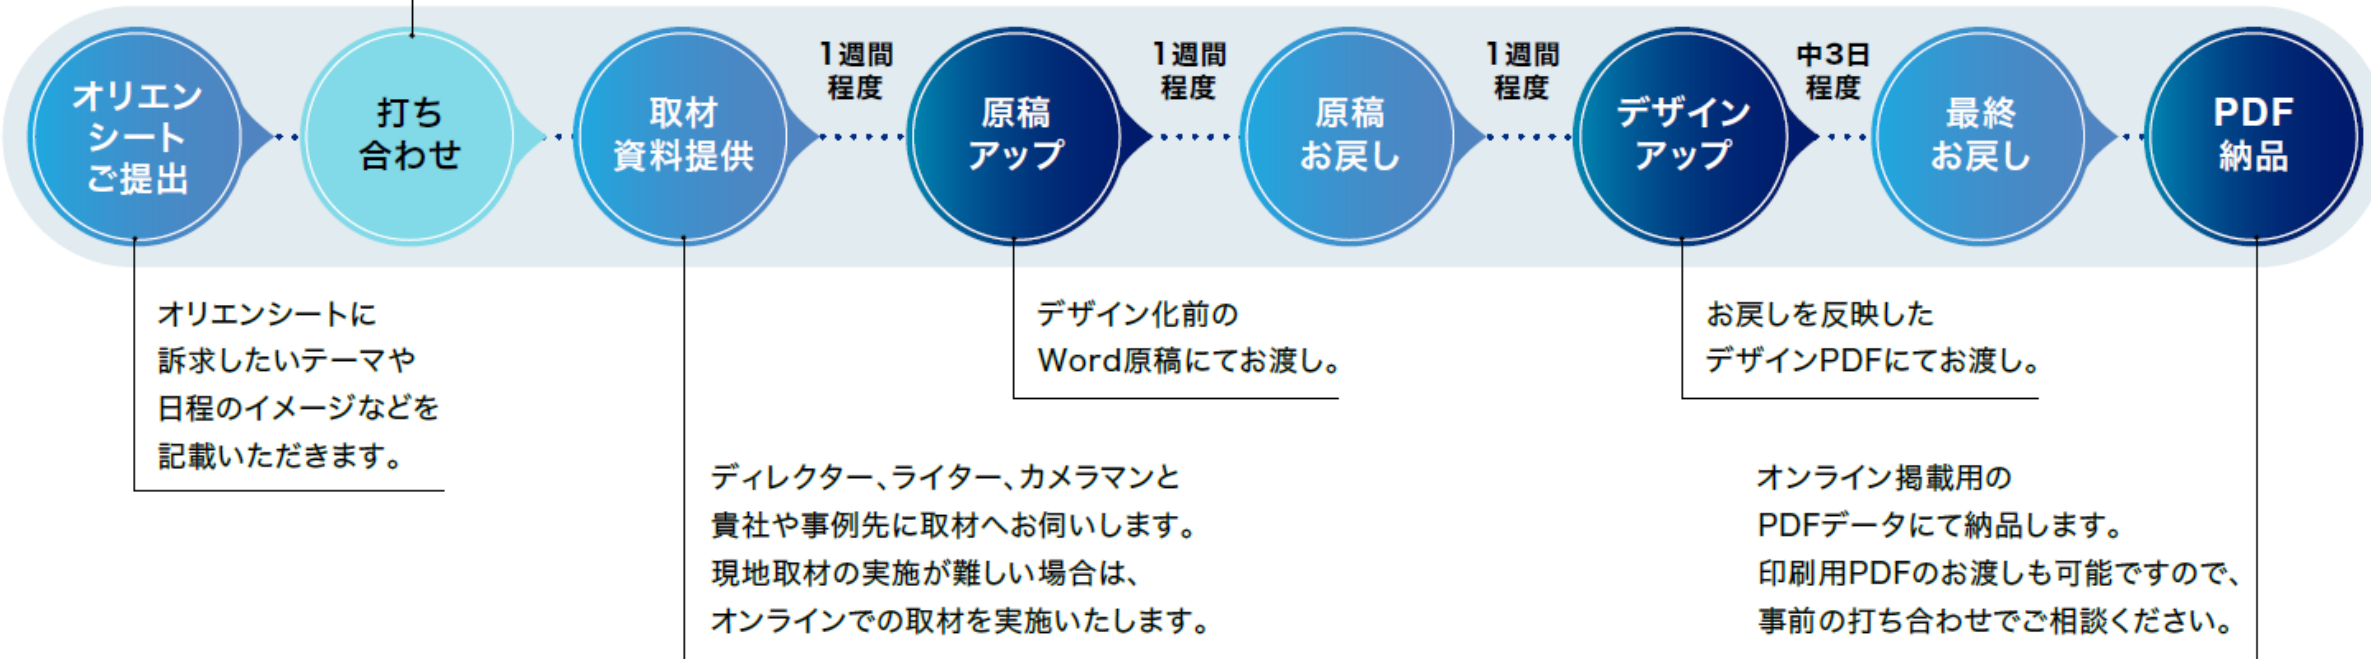 オリエン
シート
ご提出
打ち
合わせ
取材
資料提供
1週間
程度
原稿
アップ
1週間
程度
原稿
お戻し
1週間
程度
デザイン
アップ
中3日
程度
最終
お戻し
PDF
納品
オリエンシートに
訴求したいテーマや
日程のイメージなどを
記載いただきます。
ディレクター、ライター、カメラマンと
貴社や事例先に取材へお伺いします。
現地取材の実施が難しい場合は、
オンラインでの取材を実施いたします。
デザイン化前の
Word原稿にてお渡し。
お戻しを反映した
デザインPDFにてお渡し。
オンライン掲載用の
PDFデータにて納品します。
印刷用PDFのお渡しも可能ですので、
事前の打ち合わせでご相談ください。